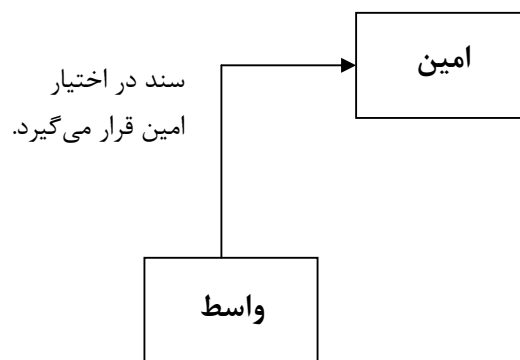 امین
سند در اختیار
امین قرار می‌گیرد.
واسط